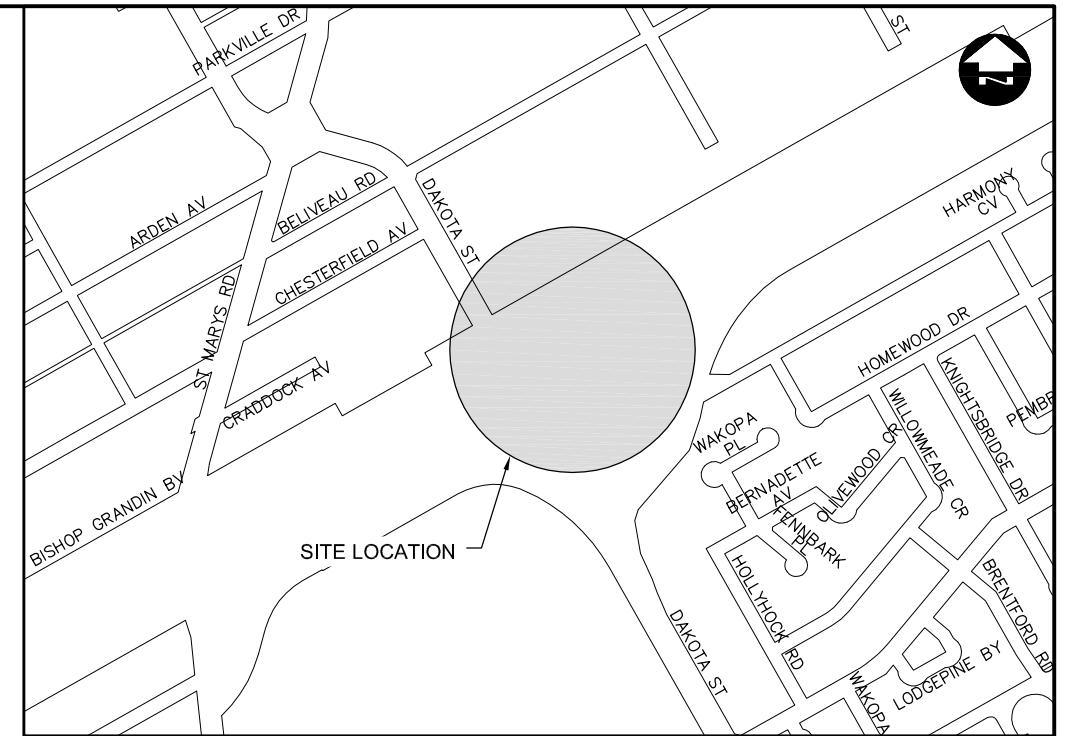 PARKVILLE DR
ST
N
HARMONY
CV
ARDEN AV
BELIVEAU RD
DAKOTA ST
CHESTERFIELD AV
ST MARYS RD
CRADDOCK AV
HOMEWOOD DR
KNIGHTSBRIDGE DR
WILLOWMEADE CR
PEMBR
WAKOPA
PL
BERNADETTE
AV
OLIVEWOOD CR
FENNBARK
PL
BISHOP GRANDIN BV
SITE LOCATION
HOLLYHOCK RD
BRENTFORD RD
DAKOTA ST
LODGEPINE BY
WAKOPA